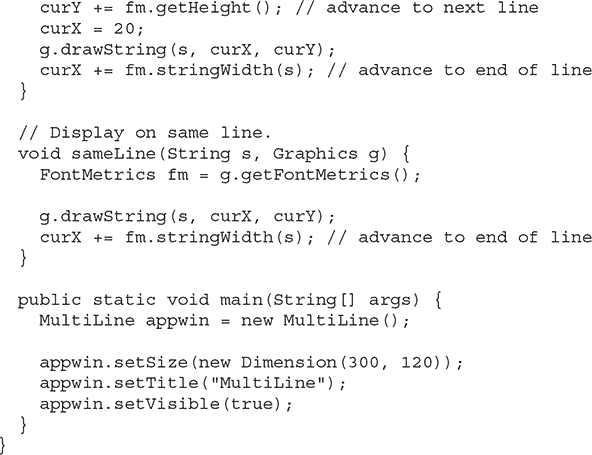 curY += fm.getHeight(); // advance to next line
    curX = 20;
    g.drawString(s, curX, curY);
    curX += fm.stringWidth(s); // advance to end of line
  }

  // Display on same line.
  void sameLine(String s, Graphics g) {
    FontMetrics fm = g.getFontMetrics();

    g.drawString(s, curX, curY);
    curX += fm.stringWidth(s); // advance to end of line
  }

  public static void main(String[] args) {
    MultiLine appwin = new MultiLine();

    appwin.setSize(new Dimension(300, 120));
    appwin.setTitle("MultiLine");
    appwin.setVisible(true);
  }
}